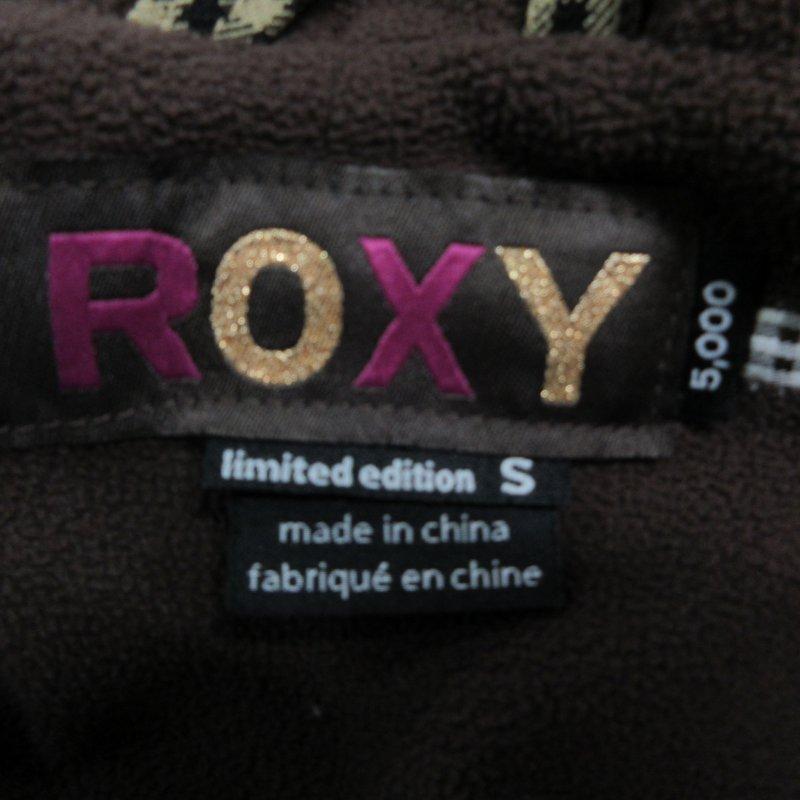 ROXY
5,000
limited edition S
made in china
fabriqué en chine